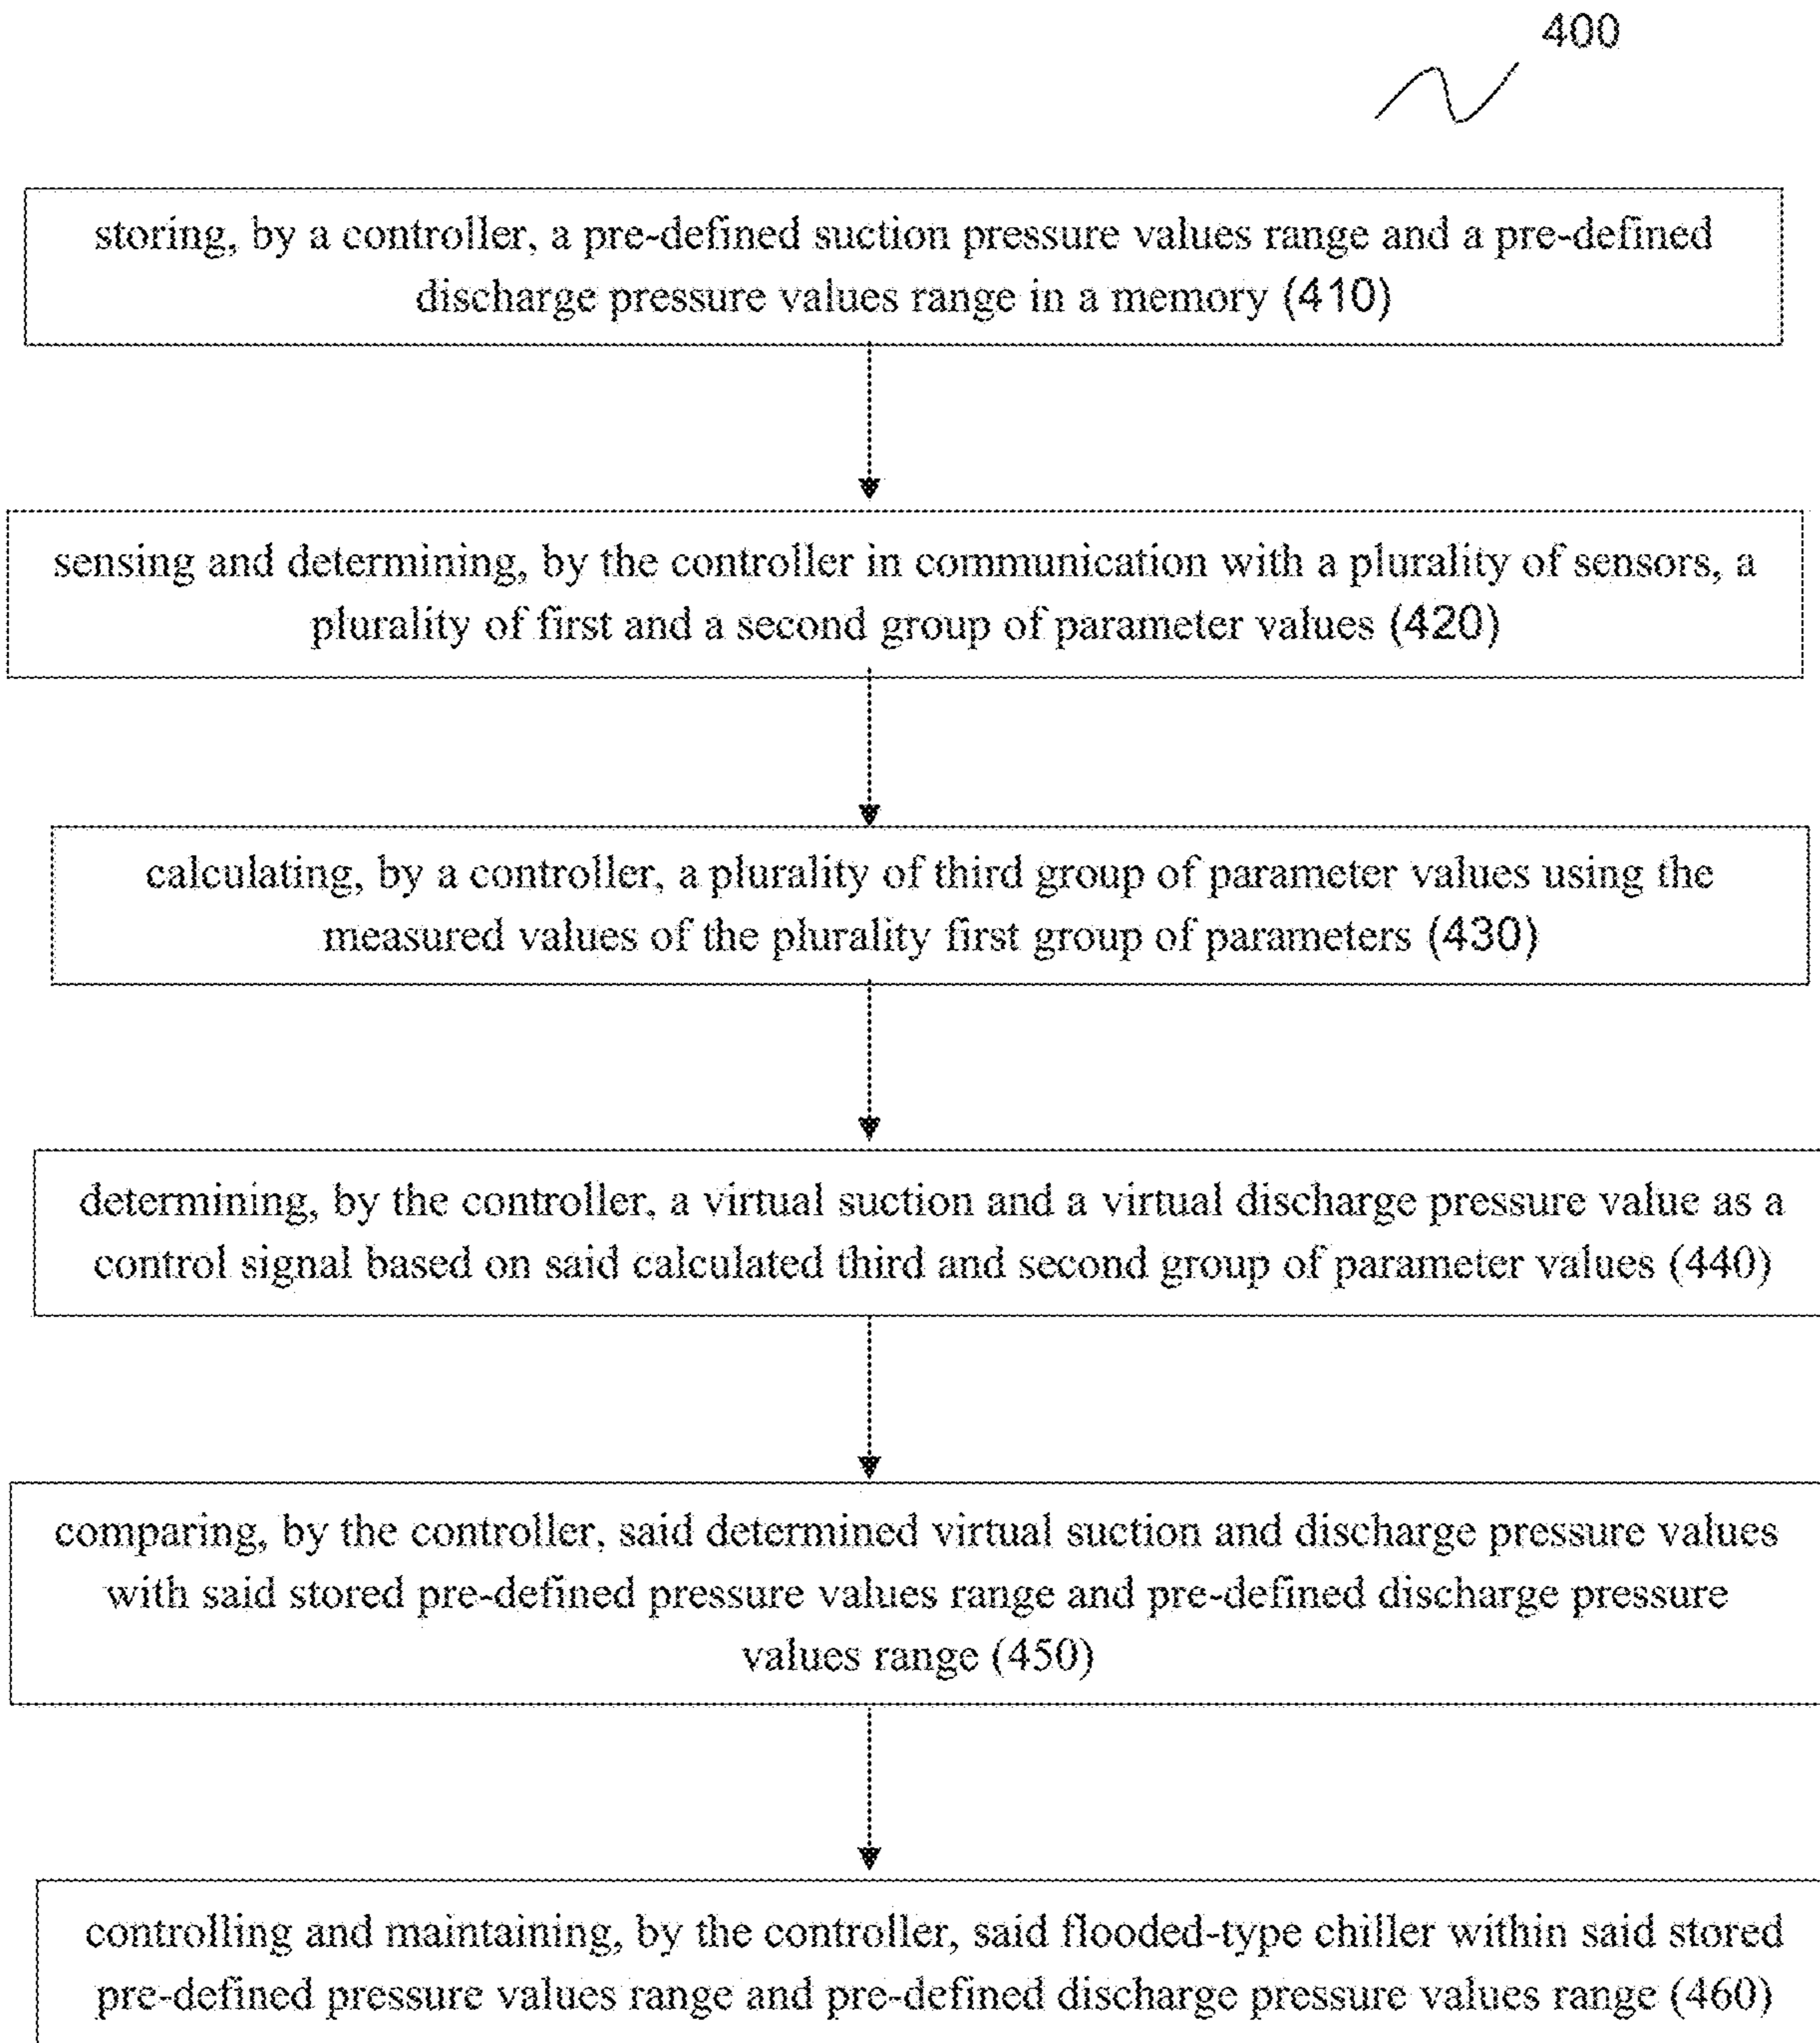 400
storing, by a controller, a pre-defined suction pressure values range and a pre-defined
discharge pressure values range in a memory (410)
sensing and determining, by the controller in communication with a plurality of sensors, a
plurality of first and a second group of parameter values (420)
calculating, by a controller, a plurality of third group of parameter values using the
measured values of the plurality first group of parameters (430)
determining, by the controller, a virtual suction and a virtual discharge pressure value as a
control signal based on said calculated third and second group of parameter values (440)
comparing, by the controller, said determined virtual suction and discharge pressure values
with said stored pre-defined pressure values range and pre-defined discharge pressure
values range (450)
controlling and maintaining, by the controller, said flooded-type chiller within said stored
pre-defined pressure values range and pre-defined discharge pressure values range (460)